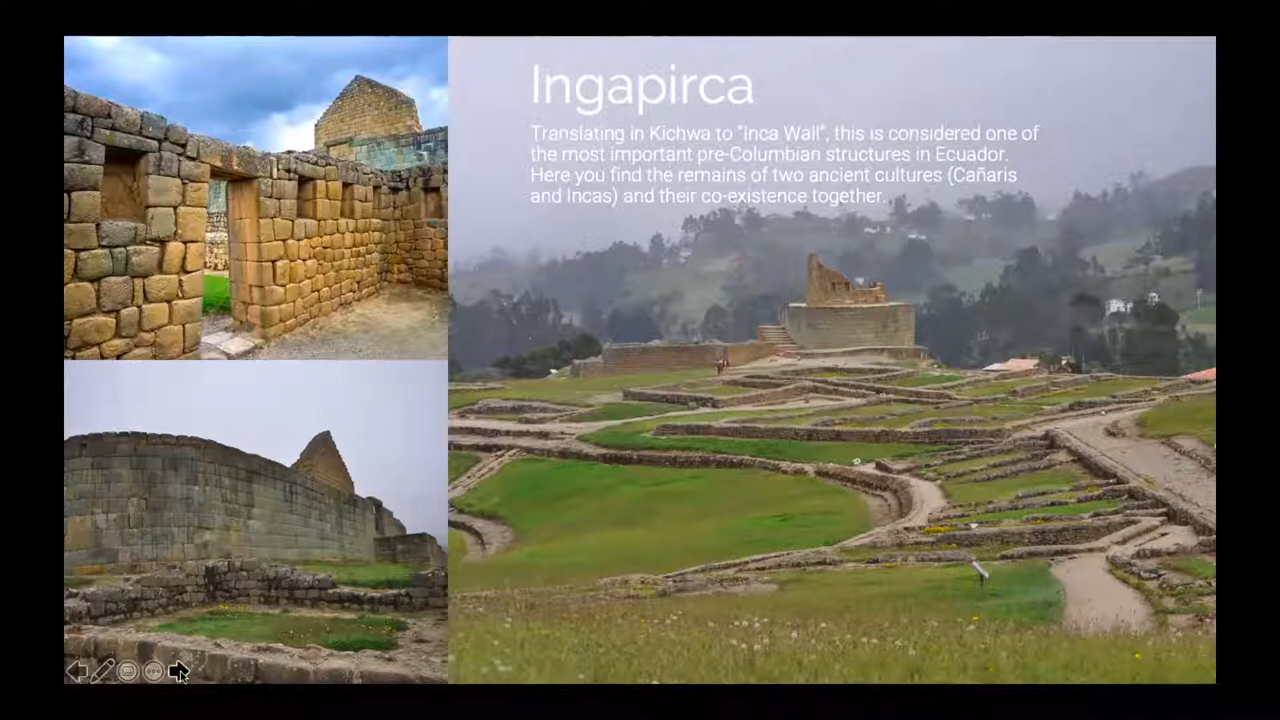 Ingapirca
Translating in Kichwa to "Inca Wall", this is considered one of
the most important pre-Columbian structures in Ecuador.
Here you find the remains of two ancient cultures (Cañaris
and Incas) and their co-existence together.